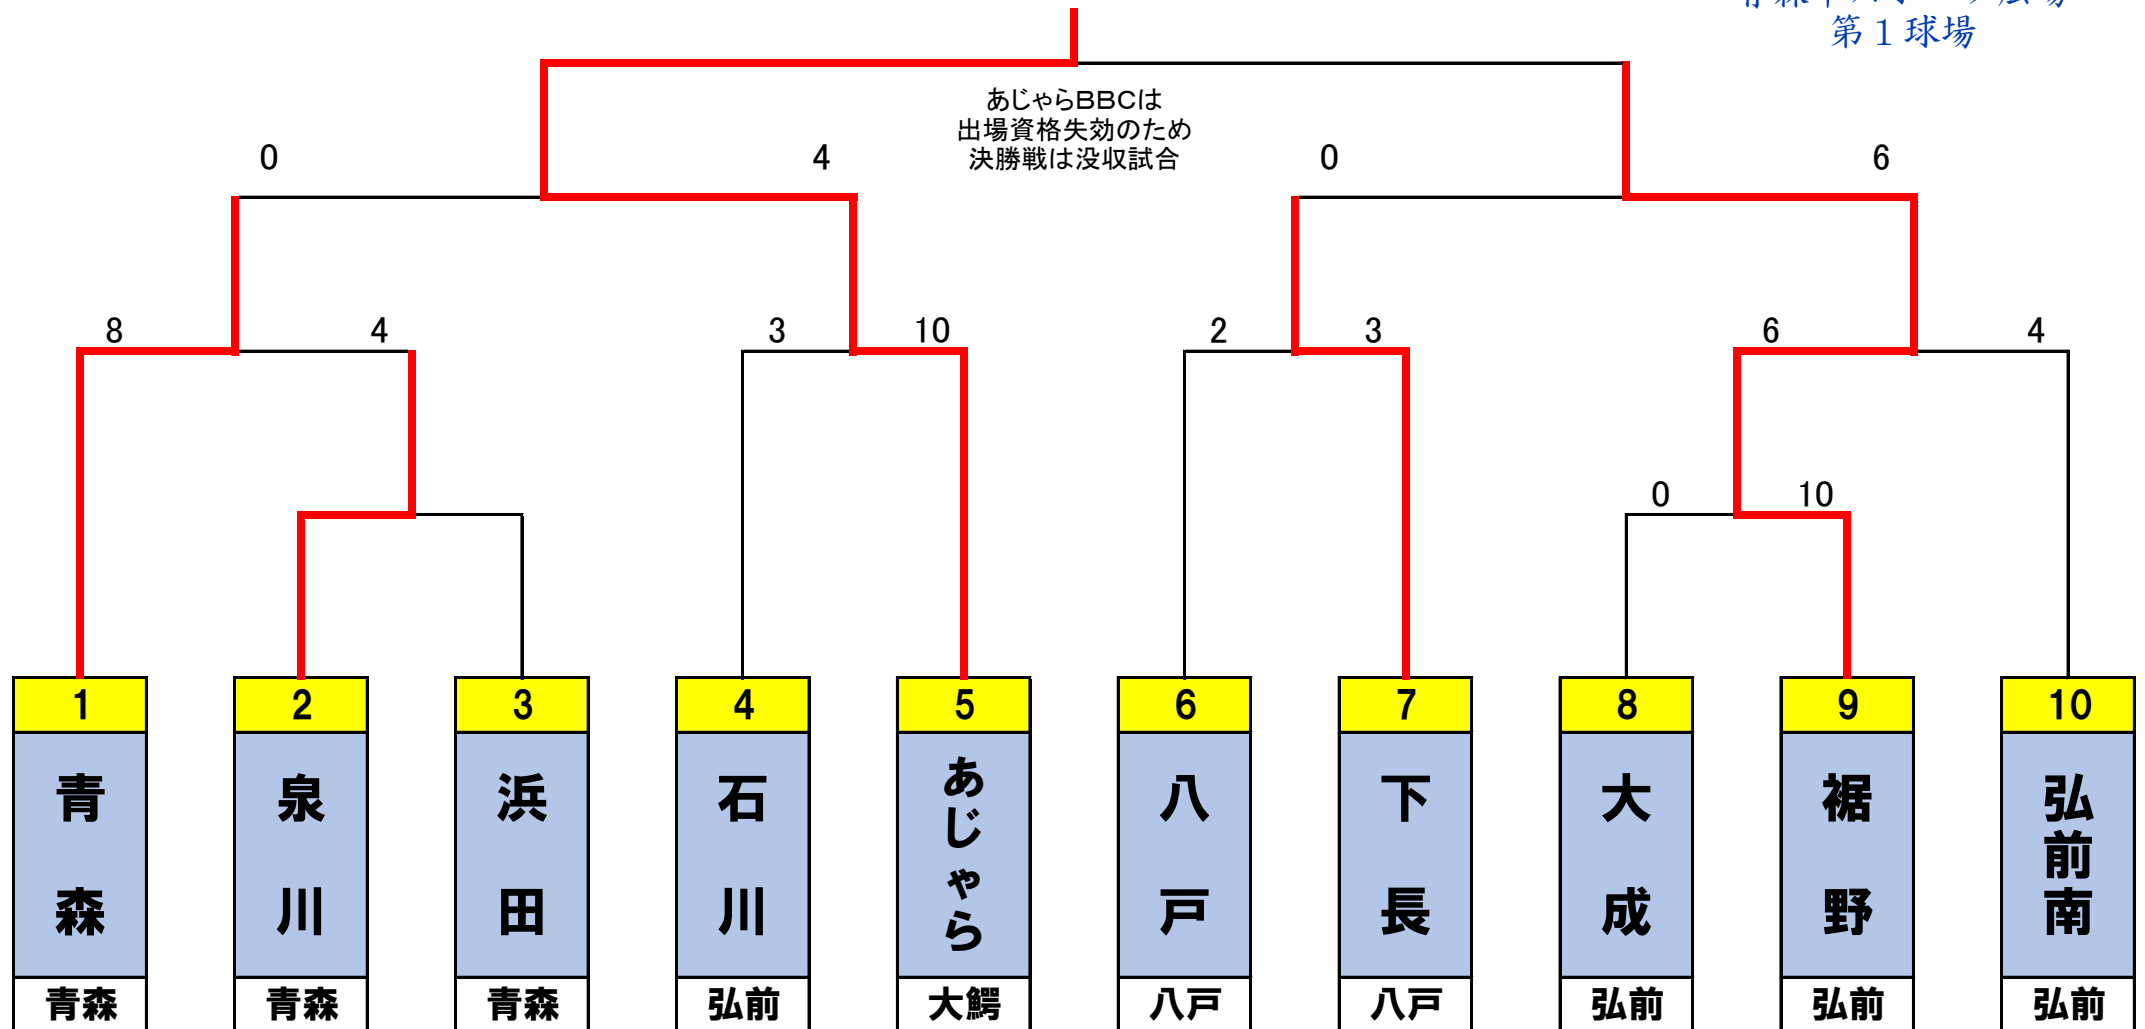 第１球場
あじゃらＢＢＣは
出場資格失効のため
決勝戦は没収試合
0 4 0 6
8 4 3 10 2 3 6 4
0 10
1 2 3 4 5 6 7 8 9 10
青森 泉川 浜田 石川 あじゃら 八戸 下長 大成 裾野 弘前南
青森 青森 青森 弘前 大鰐 八戸 八戸 弘前 弘前 弘前